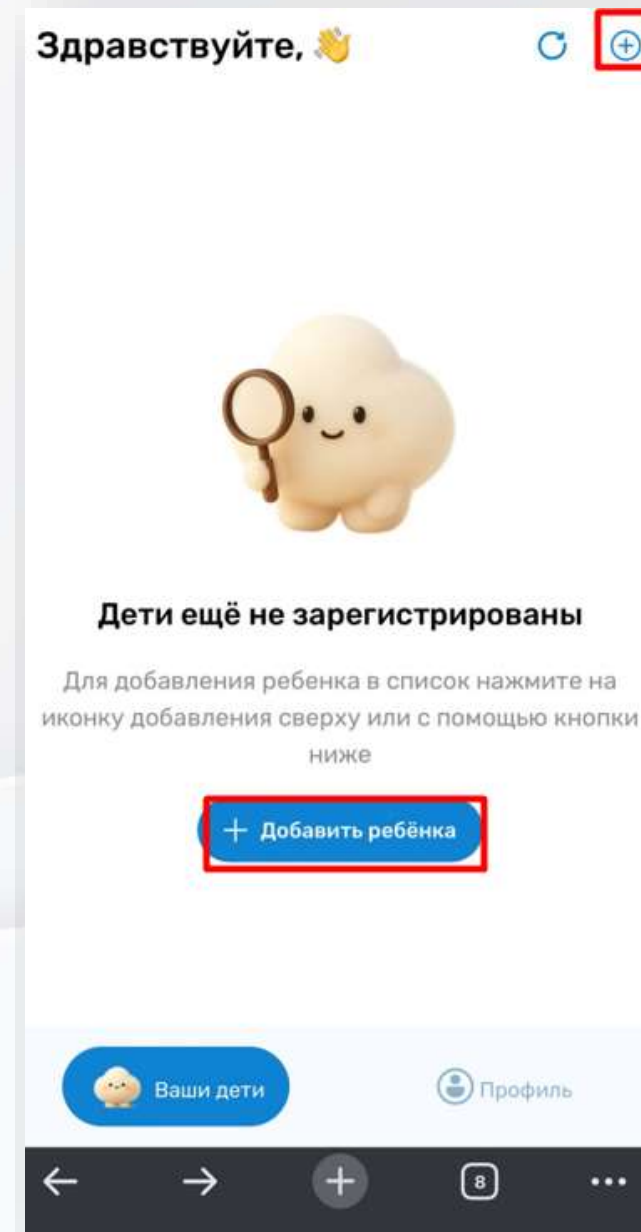 Здравствуйте, 👋
Дети ещё не зарегистрированы
Для добавления ребенка в список нажмите на
иконку добавления сверху или с помощью кнопки
ниже
+ Добавить ребёнка
Ваши дети
Профиль
8